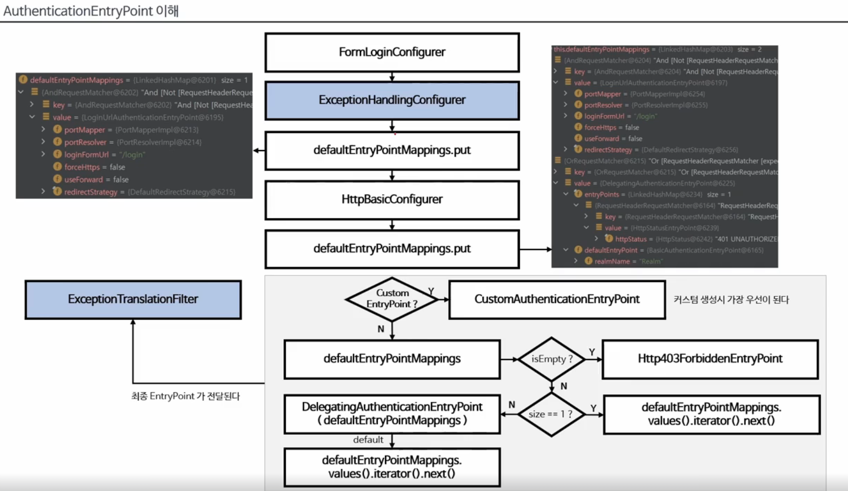 AuthenticationEntryPoint 이해
FormLoginConfigurer
ExceptionHandlingConfigurer
defaultEntryPointMappings.put
HttpBasicConfigurer
defaultEntryPointMappings.put
defaultEntryPointMappings = {LinkedHashMap@6201} size = 1
{AndRequestMatcher@6202} "And [Not [RequestHea
key = {AndRequestMatcher@6202} "And [Not [RequestHe
value = {LoginUrlAuthenticationEntryPoint@6195}
portMapper = {PortMapperImpl@6213}
portResolver = {PortResolverImpl@6214}
loginFormUrl = "/login"
forceHttps = false
useForward = false
redirectStrategy = {DefaultRedirectStrategy@6215}
this.defaultEntryPointMappings = {LinkedHashMap@6203} size = 2
{AndRequestMatcher@6204} "And [Not [RequestHeaderRequestMatc
key = {AndRequestMatcher@6204} "And [Not [RequestHeaderRequ
value = {LoginUrlAuthenticationEntryPoint@6197}
portMapper = {PortMapperImpl@6254}
portResolver = {PortResolverImpl@6255}
loginFormUrl = "/login"
forceHttps = false
useForward = false
redirectStrategy = {DefaultRedirectStrategy@6256}
{OrRequestMatcher@6215} "Or [RequestHeaderRequestMatcher [expe
key = {OrRequestMatcher@6215} "Or [RequestHeaderRequestMatc
value = {DelegatingAuthenticationEntryPoint@6225}
entryPoints = {LinkedHashMap@6234} size = 1
{RequestHeaderRequestMatcher@6164} "RequestHeaderRequ
key = {RequestHeaderRequestMatcher@6164} "RequestH
value = {HttpStatusEntryPoint@6239}
httpStatus = {HttpStatus@6242} "401 UNAUTHORIZE
defaultEntryPoint = {BasicAuthenticationEntryPoint@6165}
realmName = "Realm"
ExceptionTranslationFilter
최종 EntryPoint 가 전달된다
Custom
EntryPoint ?
Y
CustomAuthenticationEntryPoint
커스텀 생성시 가장 우선이 된다
N
defaultEntryPointMappings
isEmpty ?
Y
Http403ForbiddenEntryPoint
N
DelegatingAuthenticationEntryPoint
( defaultEntryPointMappings )
N
size == 1 ?
Y
defaultEntryPointMappings.
values().iterator().next()
default
defaultEntryPointMappings.
values().iterator().next()